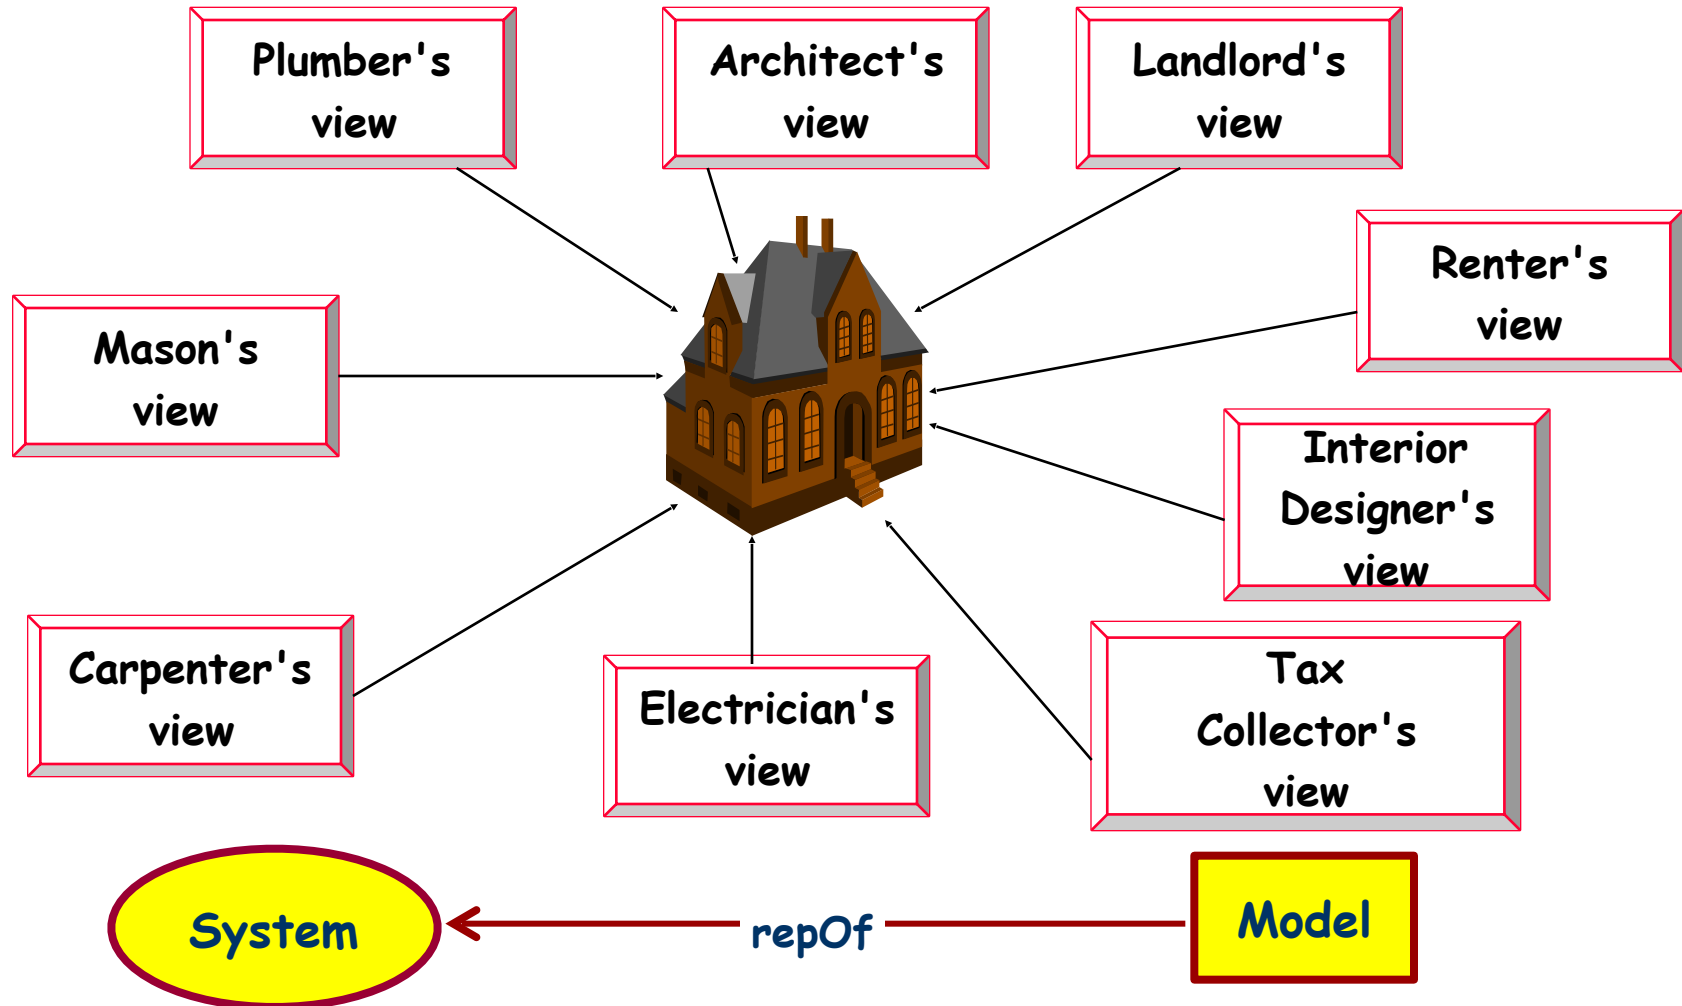 Plumber's
view
Architect's
view
Landlord's
view
Renter's
view
Mason's
view
Interior
Designer's
view
Carpenter's
view
Electrician's
view
Tax
Collector's
view
System
repOf
Model